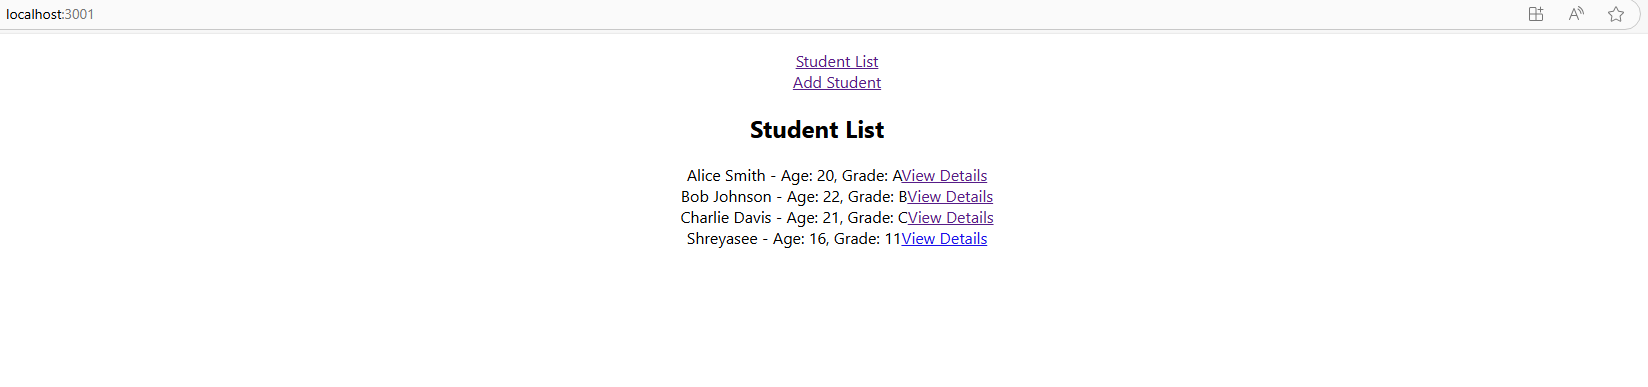 localhost:3001
Student List
Add Student
Student List
Alice Smith - Age: 20, Grade: AView Details
Bob Johnson - Age: 22, Grade: BView Details
Charlie Davis - Age: 21, Grade: CView Details
Shreyasee - Age: 16, Grade: 11View Details